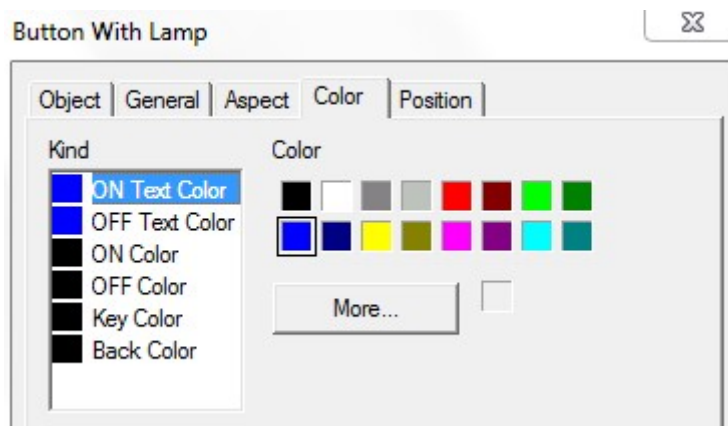 Button With Lamp
Object General Aspect Color Position
Kind Color
ON Text Color
OFF Text Color
ON Color
OFF Color
Key Color
Back Color
More...